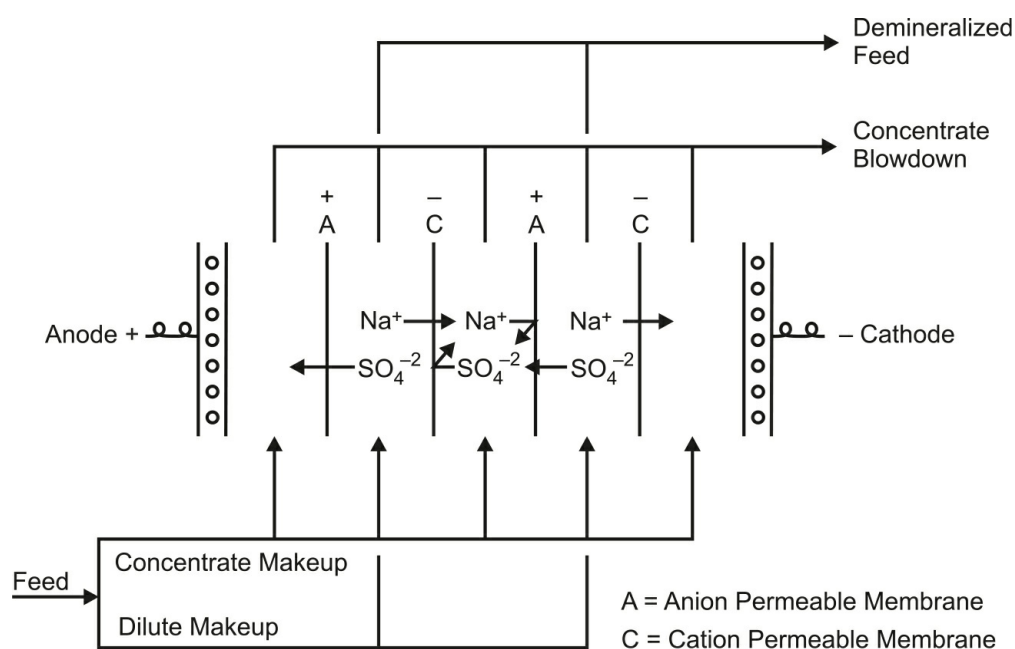 Demineralized
Feed
Concentrate
Blowdown
+ – + –
A C A C
Na⁺ Na⁺ Na⁺
Anode + – Cathode
SO₄⁻² SO₄⁻² SO₄⁻²
Concentrate Makeup
Feed
Dilute Makeup
A = Anion Permeable Membrane
C = Cation Permeable Membrane